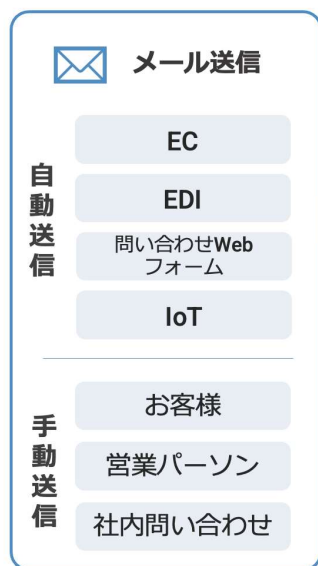 メール送信
自動送信
EC
EDI
問い合わせWeb
フォーム
IoT
手動送信
お客様
営業パーソン
社内問い合わせ